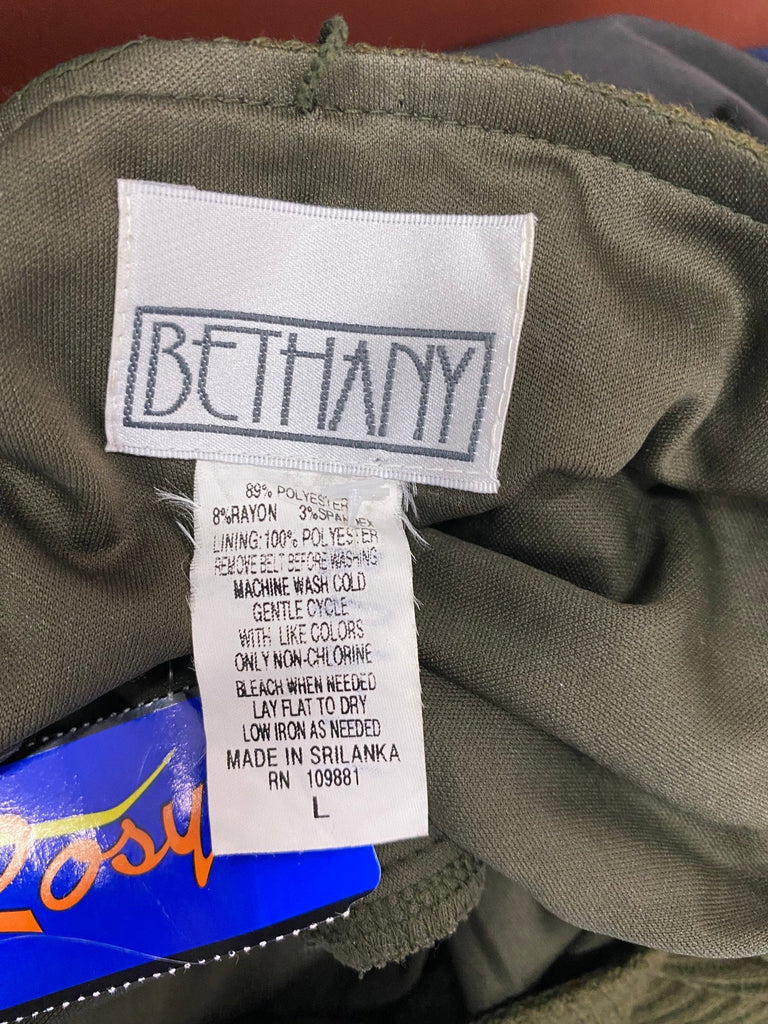 BETHANY
89% POLYESTER
8%RAYON 3%SPANDEX
LINING:100% POLYESTER
REMOVE BELT BEFORE WASHING
MACHINE WASH COLD
GENTLE CYCLE
WITH LIKE COLORS
ONLY NON-CHLORINE
BLEACH WHEN NEEDED
LAY FLAT TO DRY
LOW IRON AS NEEDED
MADE IN SRILANKA
RN 109881
L
Rosy